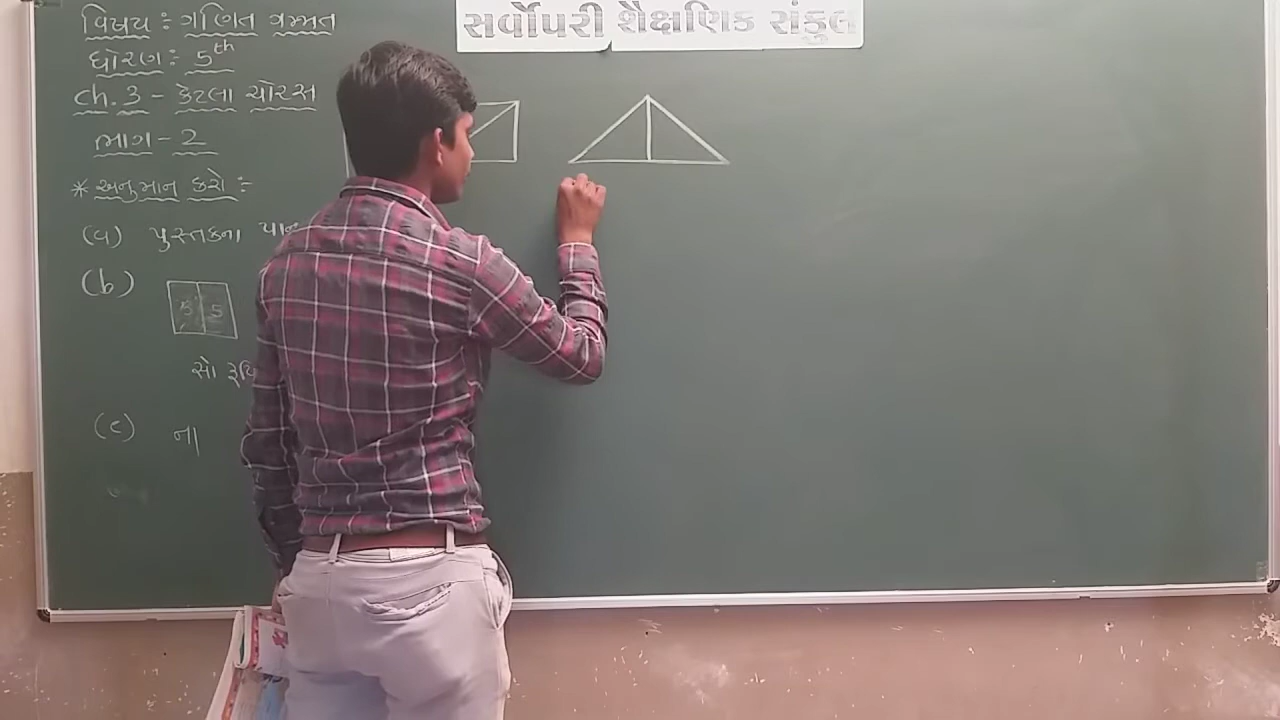 સર્વોપરી શૈક્ષણિક સંકુલ
વિષય : ગણિત ગમ્મત
ધોરણ : 5th
ch. 3 - કેટલા ચોરસ
ભાગ - 2
* અનુમાન કરો :-
(a) પુસ્તકના
(b)
5 5
સો
(c) ના